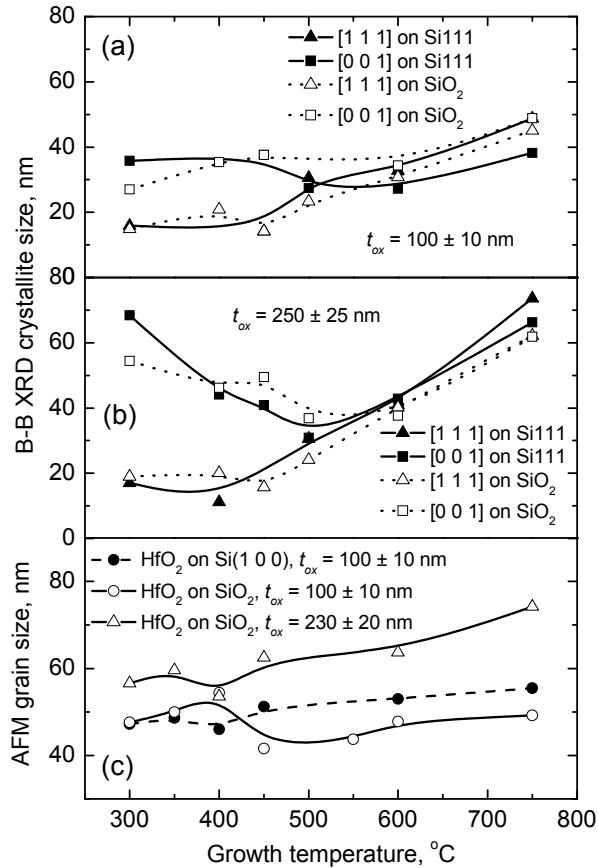 80
(a)
[1 1 1] on Si111
[0 0 1] on Si111
[1 1 1] on SiO₂
[0 0 1] on SiO₂
60
40
20
t_ox = 100 ± 10 nm
B-B XRD crystallite size, nm
80
t_ox = 250 ± 25 nm
60
40
(b)
[1 1 1] on Si111
[0 0 1] on Si111
[1 1 1] on SiO₂
[0 0 1] on SiO₂
20
0
HfO₂ on Si(1 0 0), t_ox = 100 ± 10 nm
HfO₂ on SiO₂, t_ox = 100 ± 10 nm
HfO₂ on SiO₂, t_ox = 230 ± 20 nm
AFM grain size, nm
80
60
40
(c)
300 400 500 600 700 800
Growth temperature, °C